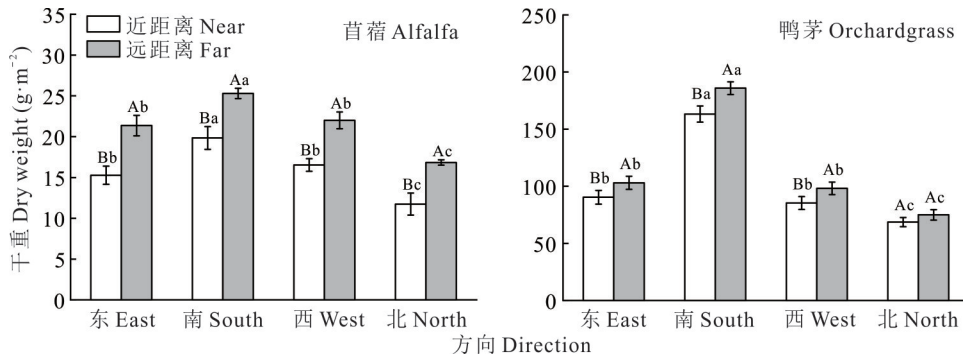 近距离 Near
远距离 Far
苜蓿 Alfalfa
干重 Dry weight (g·m⁻²)
35
30
25
20
15
10
5
0
Bb
Ab
Ba
Aa
Bb
Ab
Bc
Ac
东 East
南 South
西 West
北 North
鸭茅 Orchardgrass
250
200
150
100
50
0
Bb
Ab
Ba
Aa
Bb
Ab
Ac
Ac
东 East
南 South
西 West
北 North
方向 Direction